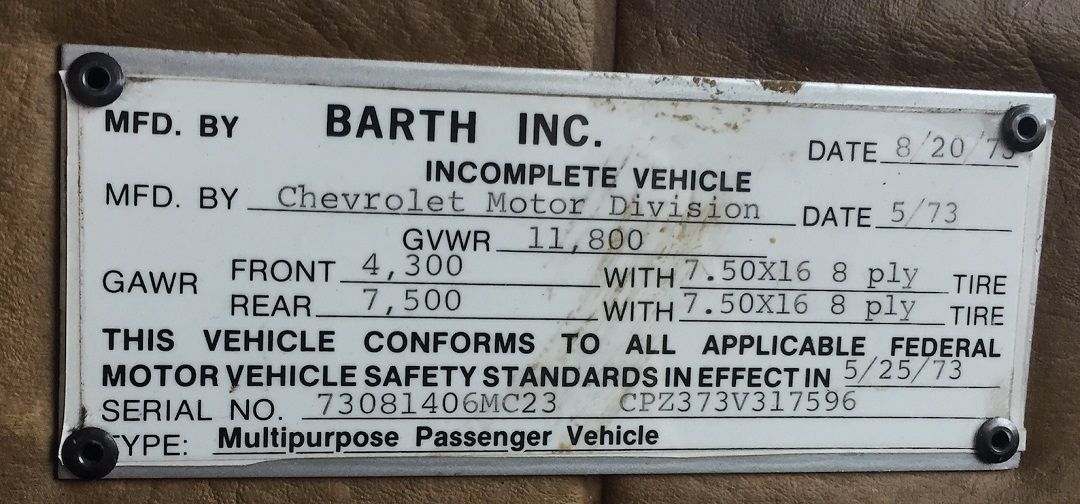 MFD. BY BARTH INC. DATE 8/20/73
INCOMPLETE VEHICLE
MFD. BY Chevrolet Motor Division DATE 5/73
GVWR 11,800
GAWR FRONT 4,300 WITH 7.50X16 8 ply TIRE
REAR 7,500 WITH 7.50X16 8 ply TIRE
THIS VEHICLE CONFORMS TO ALL APPLICABLE FEDERAL
MOTOR VEHICLE SAFETY STANDARDS IN EFFECT IN 5/25/73
SERIAL NO. 73081406MC23 CPZ373V317596
TYPE: Multipurpose Passenger Vehicle